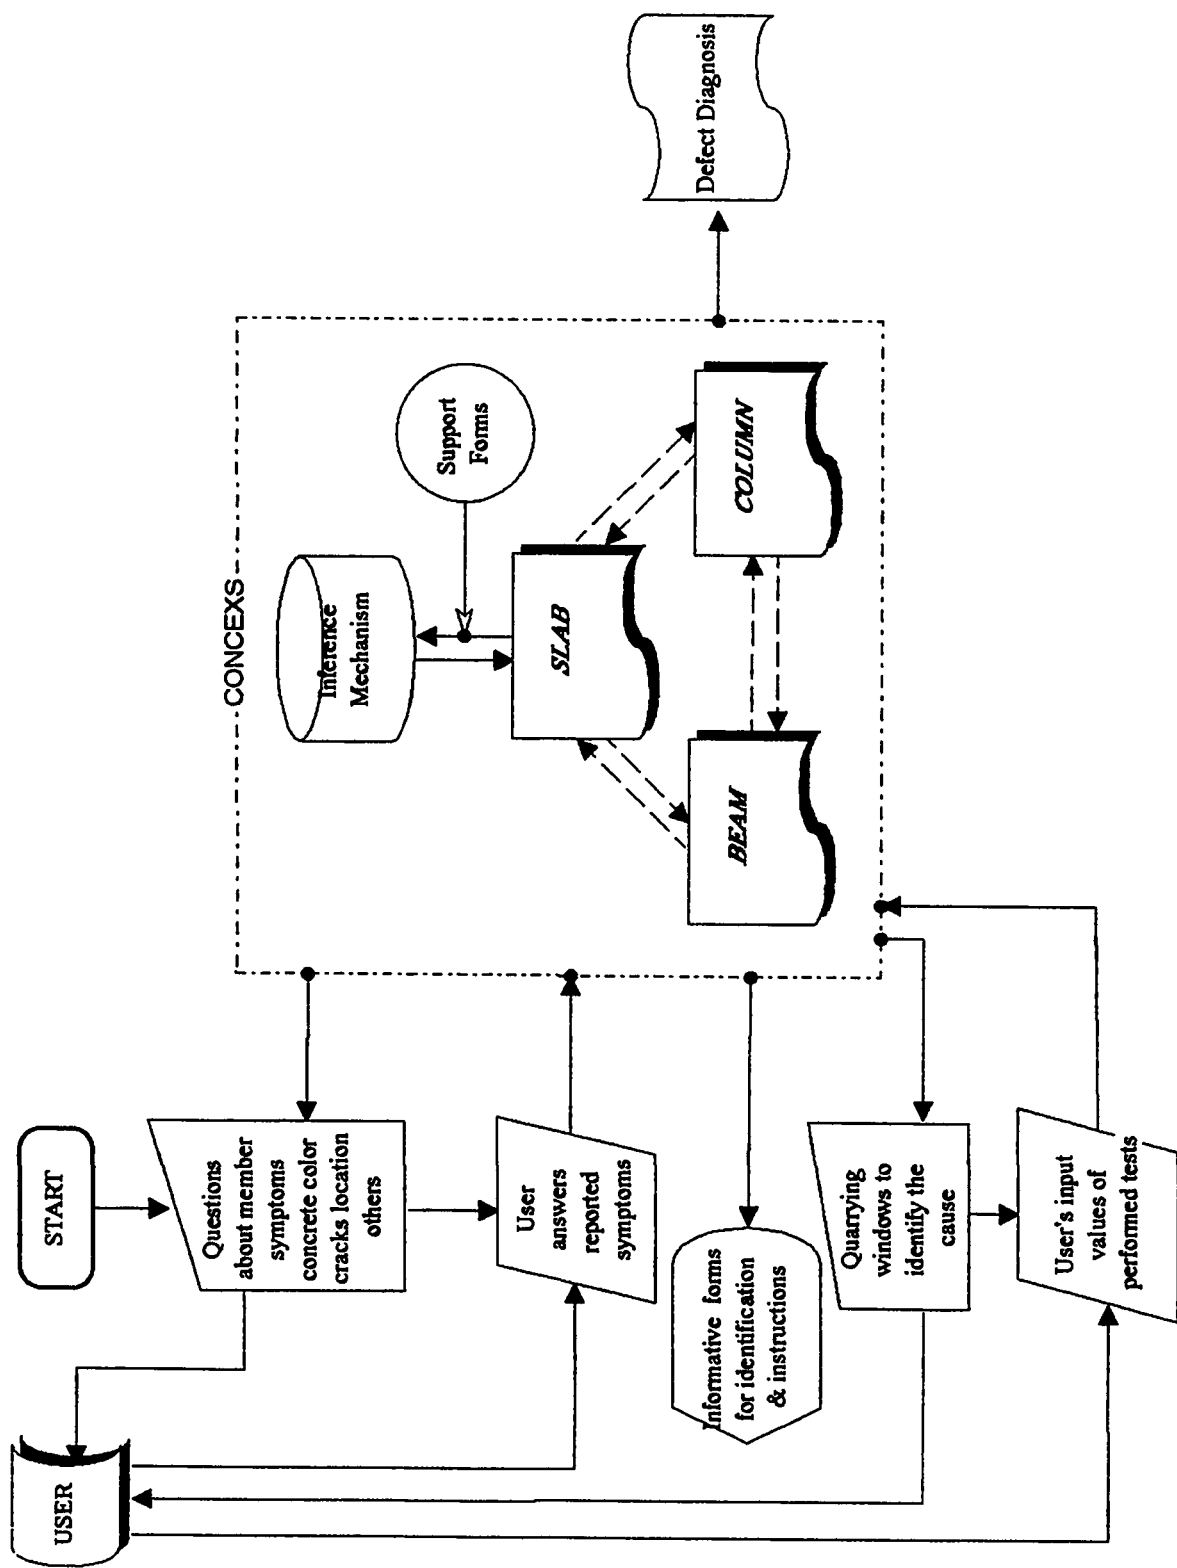 USER
START
Questions
about member
symptoms
concrete color
cracks location
others
User
answers
reported
symptoms
Informative forms
for identification
& instructions
Quarrying
windows to
identify the
cause
User's input
values of
performed tests
CONCEXS
Inference
Mechanism
Support
Forms
SLAB
BEAM
COLUMN
Defect Diagnosis